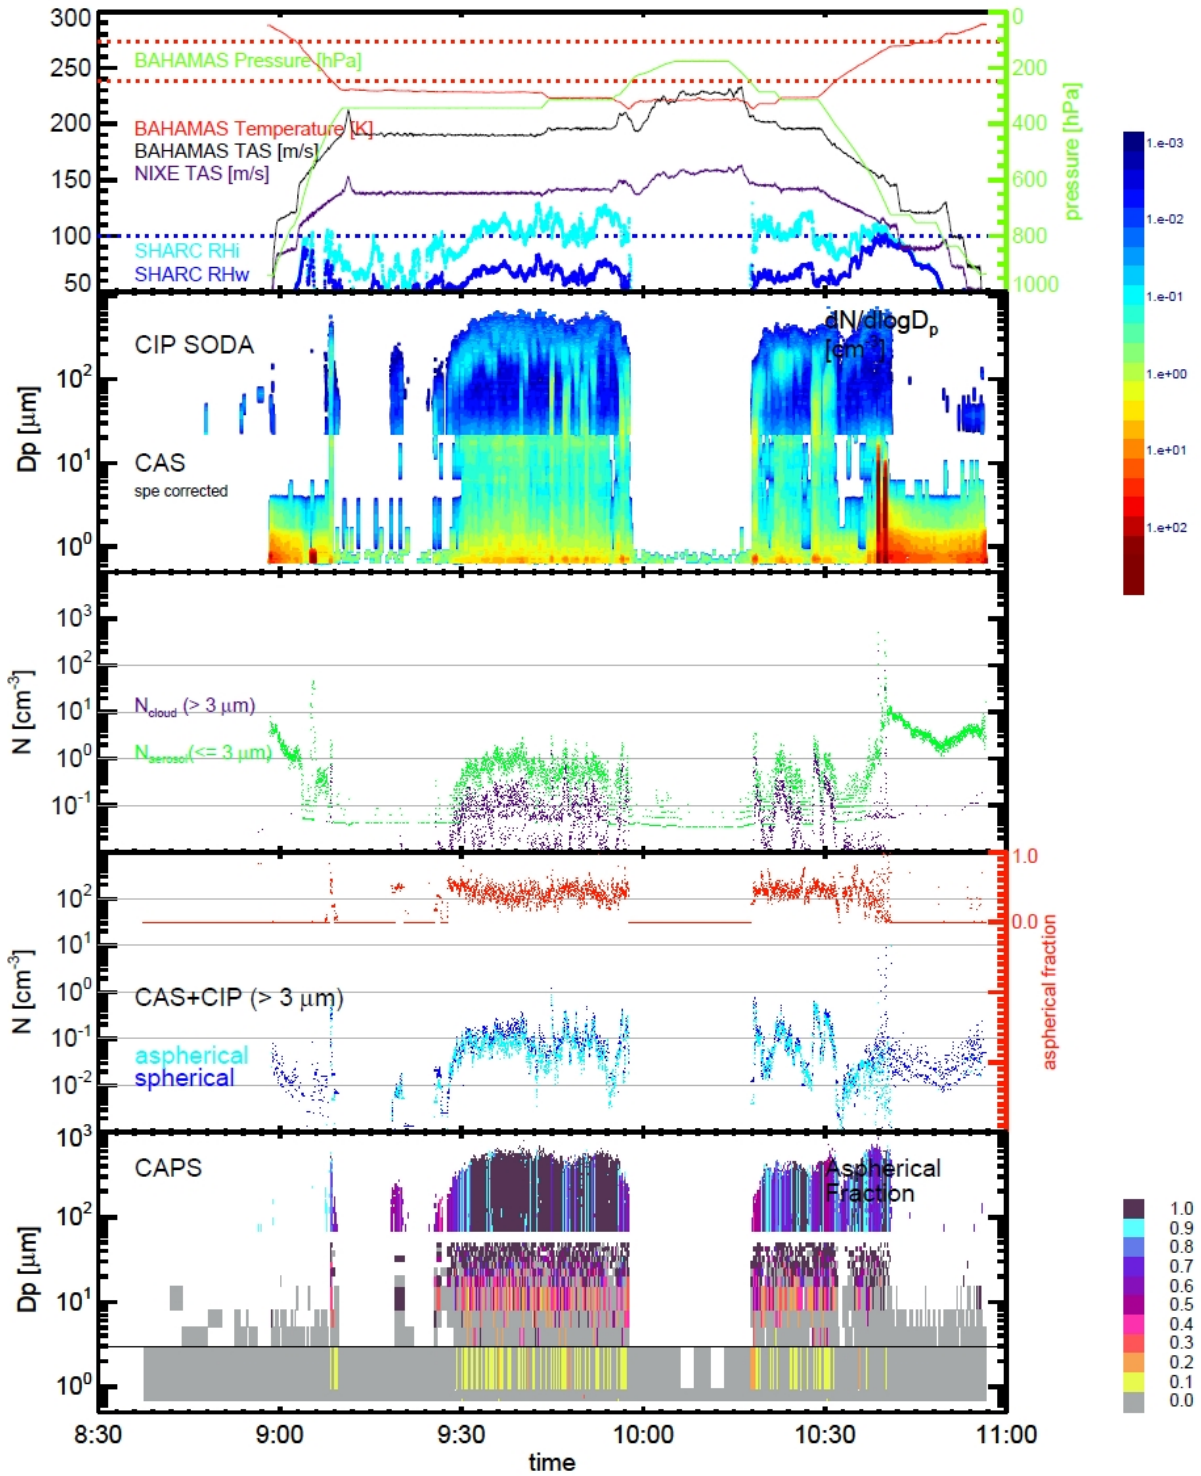 300
250
200
150
100
50
BAHAMAS Pressure [hPa]
BAHAMAS Temperature [K]
BAHAMAS TAS [m/s]
NIXE TAS [m/s]
SHARC RHi
SHARC RHw
0
200
400
600
800
1000
pressure [hPa]
CIP SODA
dN/dlogDp
[cm-3]
CAS
spe corrected
Dp [µm]
10²
10¹
10⁰
1.e-03
1.e-02
1.e-01
1.e+00
1.e+01
1.e+02
N [cm⁻³]
10³
10²
10¹
10⁰
10⁻¹
Ncloud (> 3 µm)
Naerosol(<= 3 µm)
N [cm⁻³]
10²
10¹
10⁰
10⁻¹
10⁻²
CAS+CIP (> 3 µm)
aspherical
spherical
1.0
0.0
aspherical fraction
CAPS
Aspherical
Fraction
Dp [µm]
10³
10²
10¹
10⁰
1.0
0.9
0.8
0.7
0.6
0.5
0.4
0.3
0.2
0.1
0.0
8:30
9:00
9:30
10:00
10:30
11:00
time